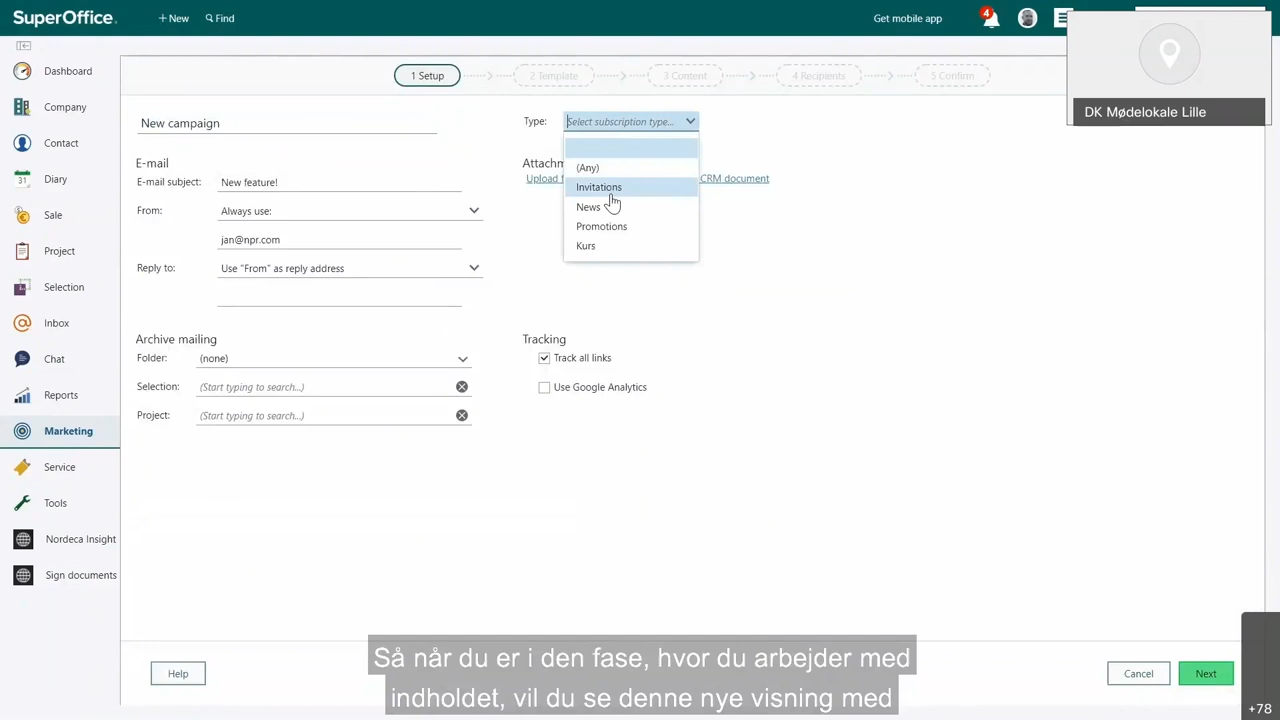 SuperOffice.
+ New
Find
Get mobile app
4
DK Mødelokale Lille
Dashboard
Company
Contact
31
Diary
Sale
Project
Selection
Inbox
Chat
Reports
Marketing
Service
Tools
Nordeca Insight
Sign documents
1 Setup
2 Template
3 Content
4 Recipients
5 Confirm
New campaign
E-mail
E-mail subject:
New feature!
From:
Always use:
jan@npr.com
Reply to:
Use "From" as reply address
Archive mailing
Folder:
(none)
Selection:
(Start typing to search...)
Project:
(Start typing to search...)
Type:
Select subscription type...
(Any)
Invitations
News
Promotions
Kurs
Attachm
Upload f
CRM document
Tracking
Track all links
Use Google Analytics
Så når du er i den fase, hvor du arbejder med
indholdet, vil du se denne nye visning med
Help
Cancel
Next
+78